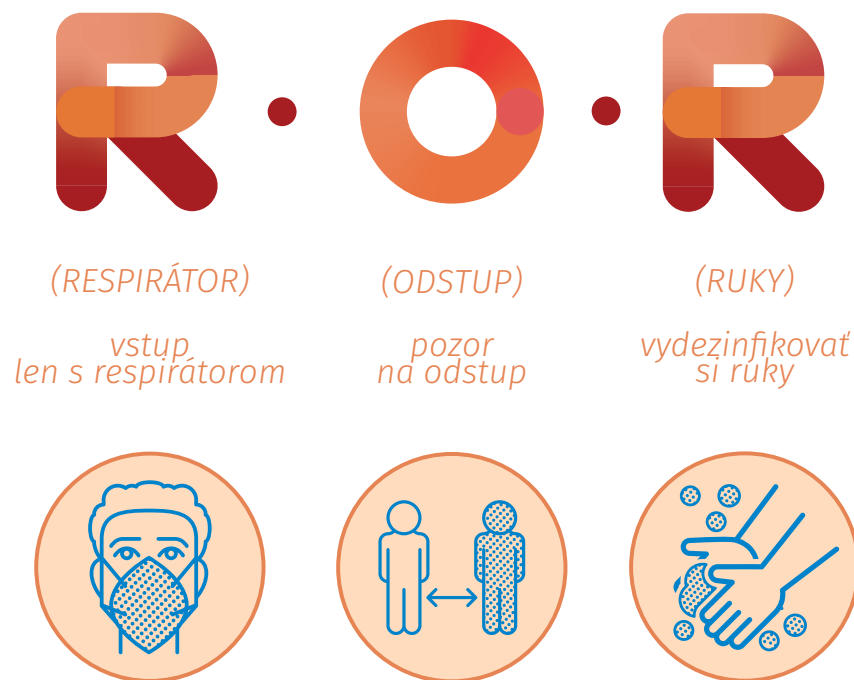 R • O • R
(RESPIRÁTOR) (ODSTUP) (RUKY)
vstup
len s respirátorom
pozor
na odstup
vydezinfikovať
si ruky